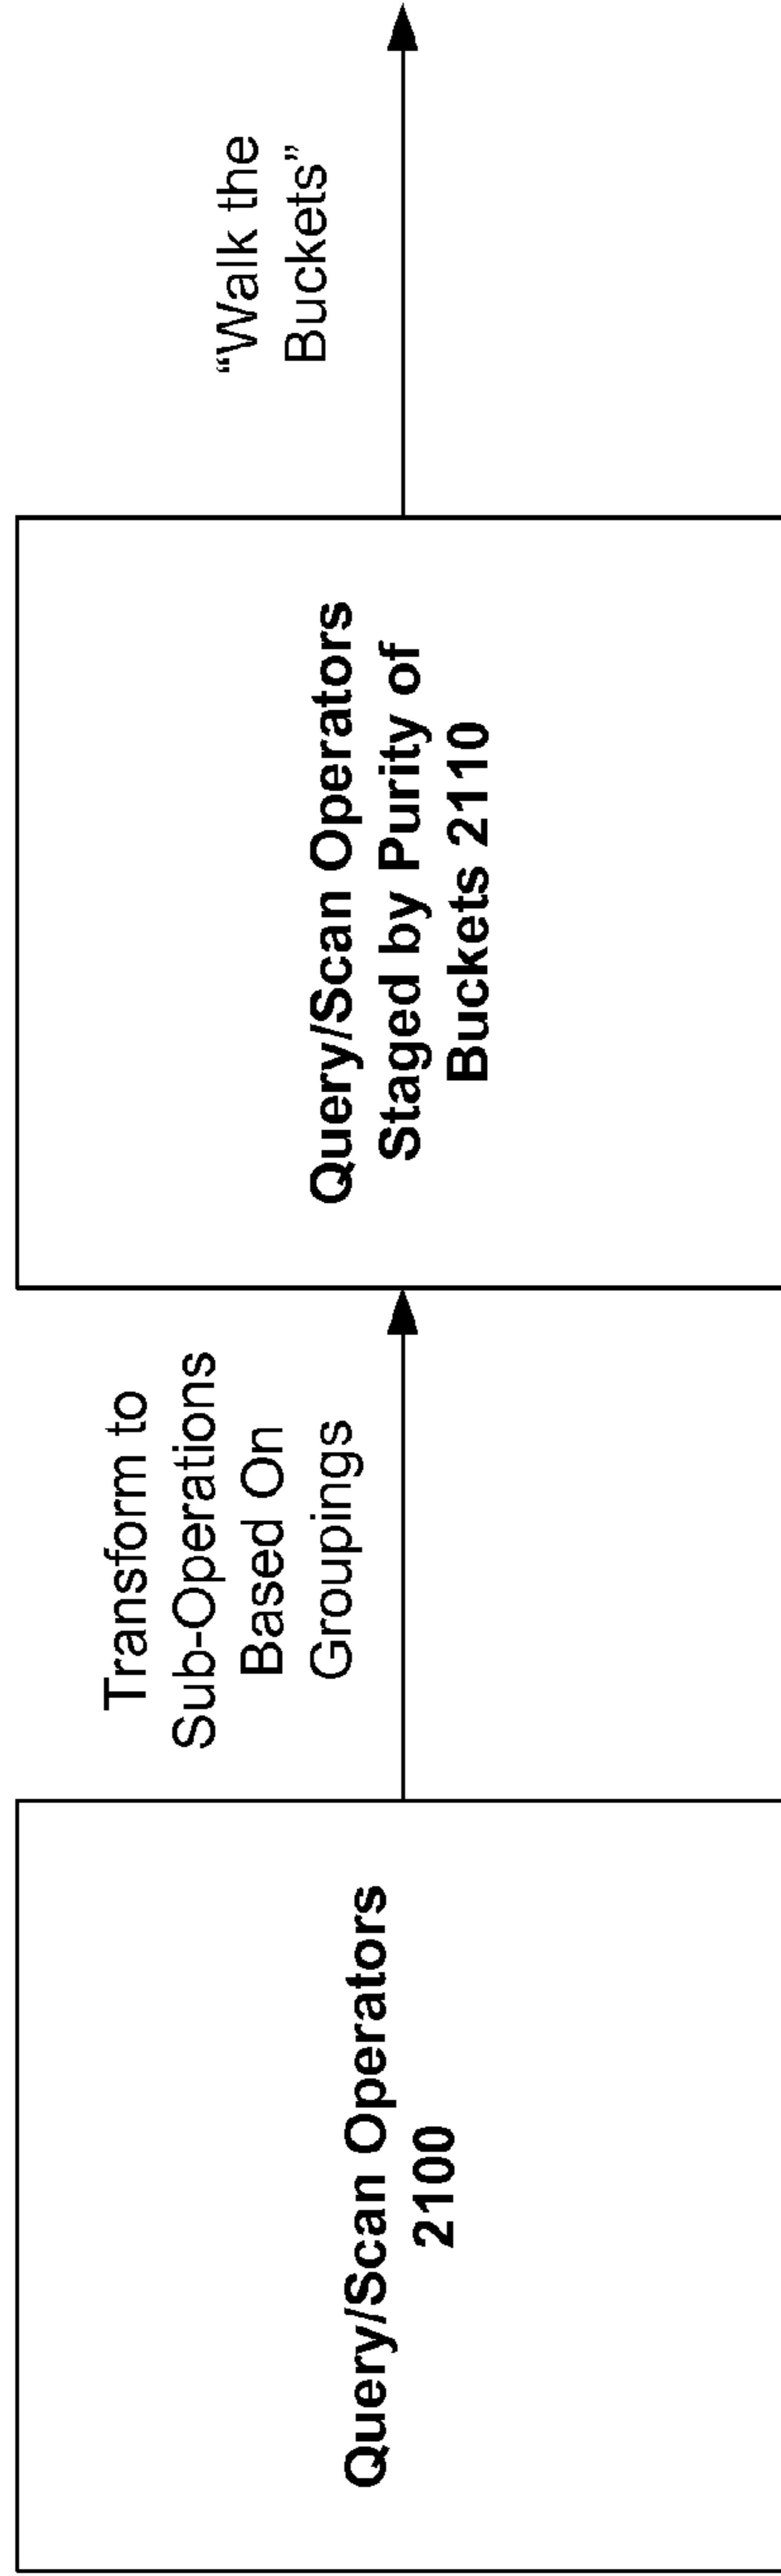 Query/Scan Operators
2100
Transform to
Sub-Operations
Based On
Groupings
Query/Scan Operators
Staged by Purity of
Buckets 2110
“Walk the
Buckets”